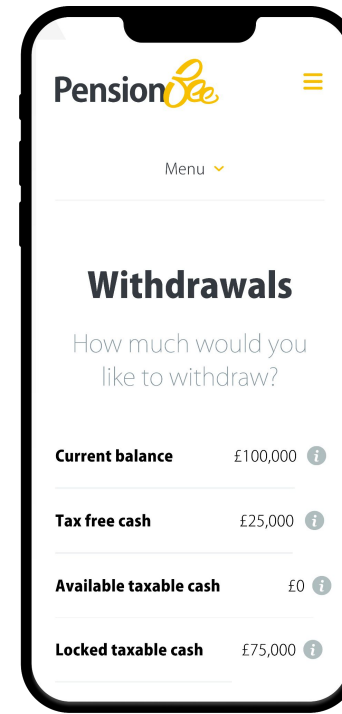 PensionBee
Menu
Withdrawals
How much would you
like to withdraw?
Current balance £100,000 i
Tax free cash £25,000 i
Available taxable cash £0 i
Locked taxable cash £75,000 i